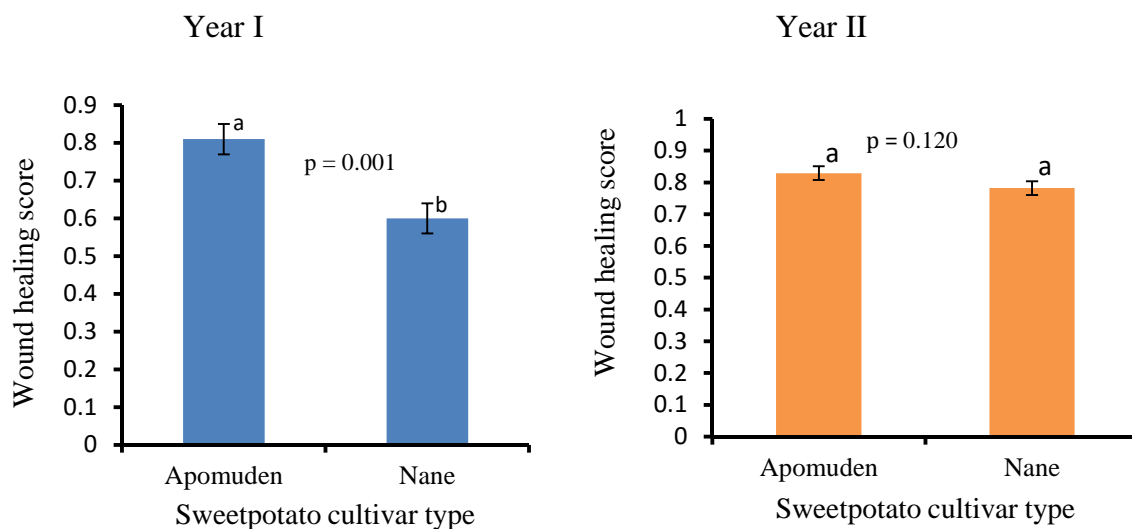 Year I
Wound healing score
0.9
0.8
0.7
0.6
0.5
0.4
0.3
0.2
0.1
0
a
p = 0.001
b
Apomuden Nane
Sweetpotato cultivar type
Year II
Wound healing score
1
0.9
0.8
0.7
0.6
0.5
0.4
0.3
0.2
0.1
0
a
p = 0.120
a
Apomuden Nane
Sweetpotato cultivar type